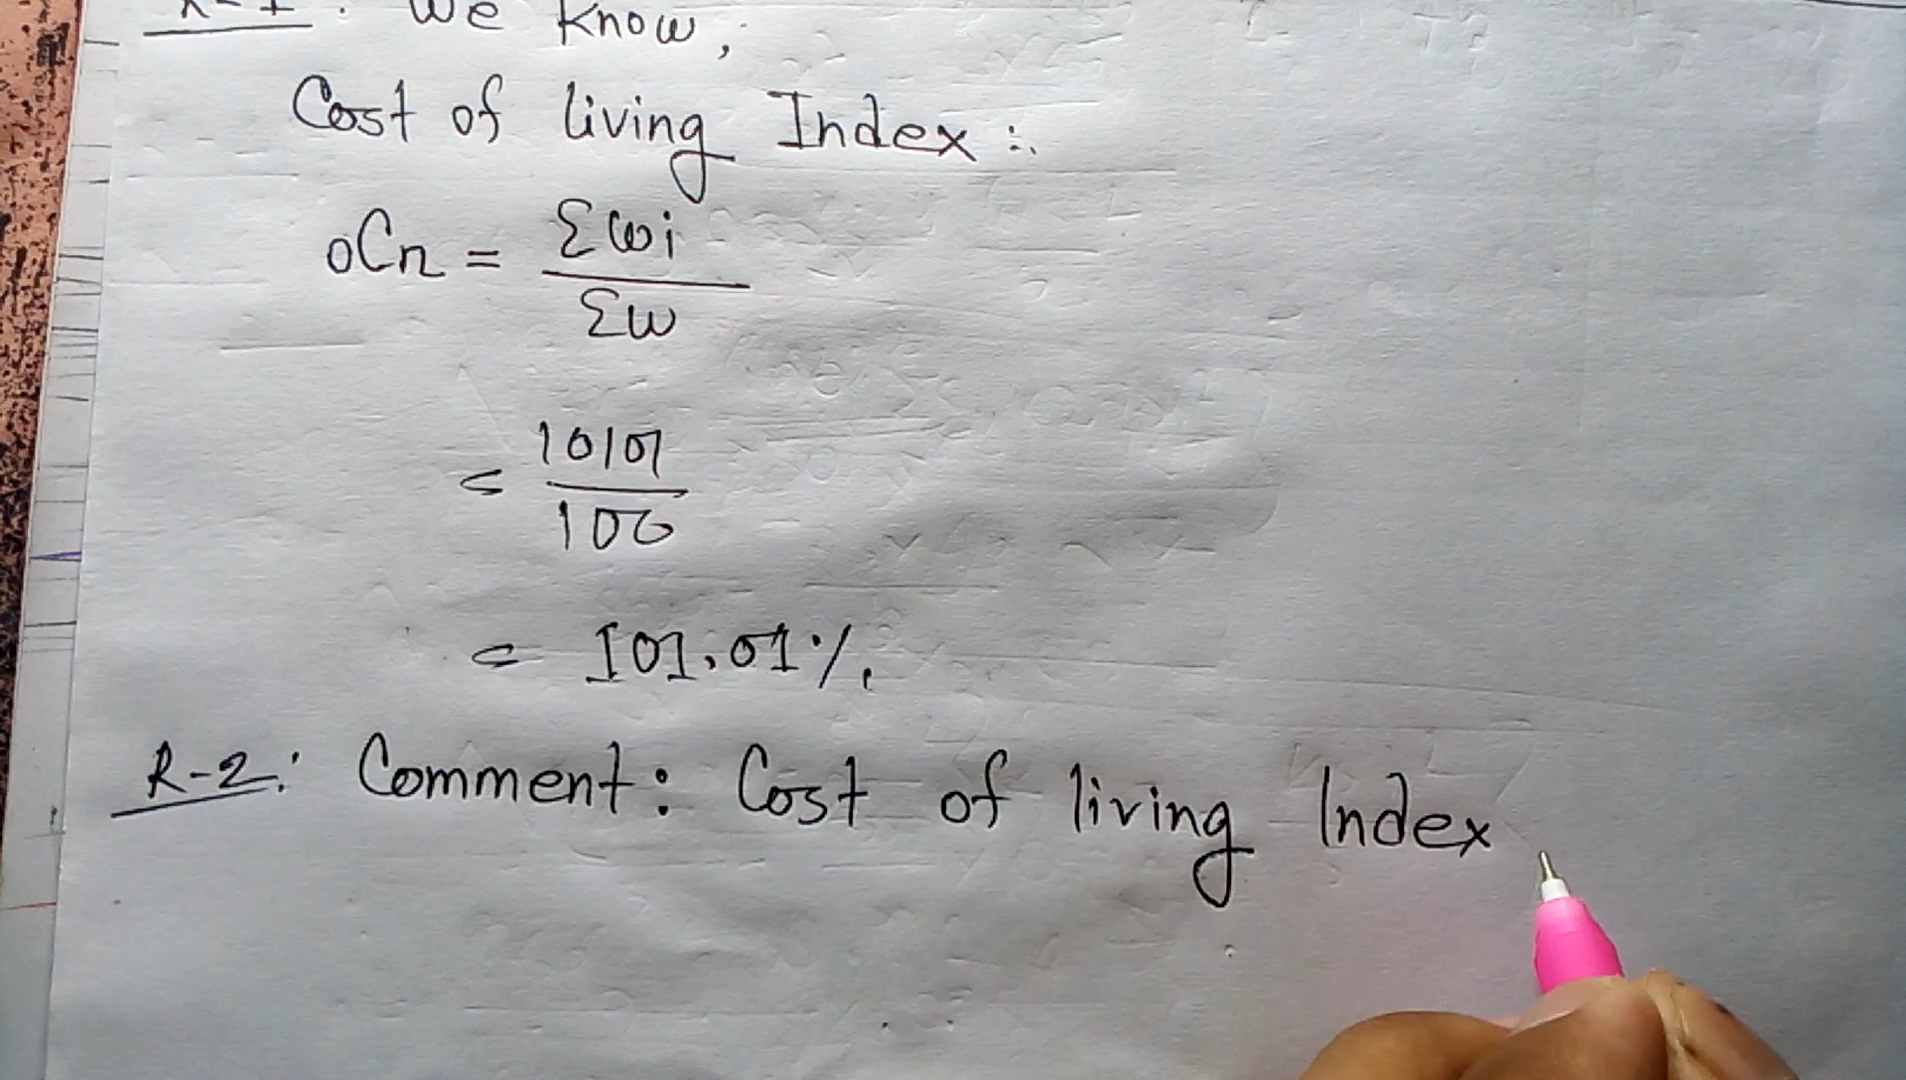 R-1: We Know,
Cost of living Index:.
oCn = Σwi
Σw
= 10101
100
= 101.01%.
R-2: Comment: Cost of living Index